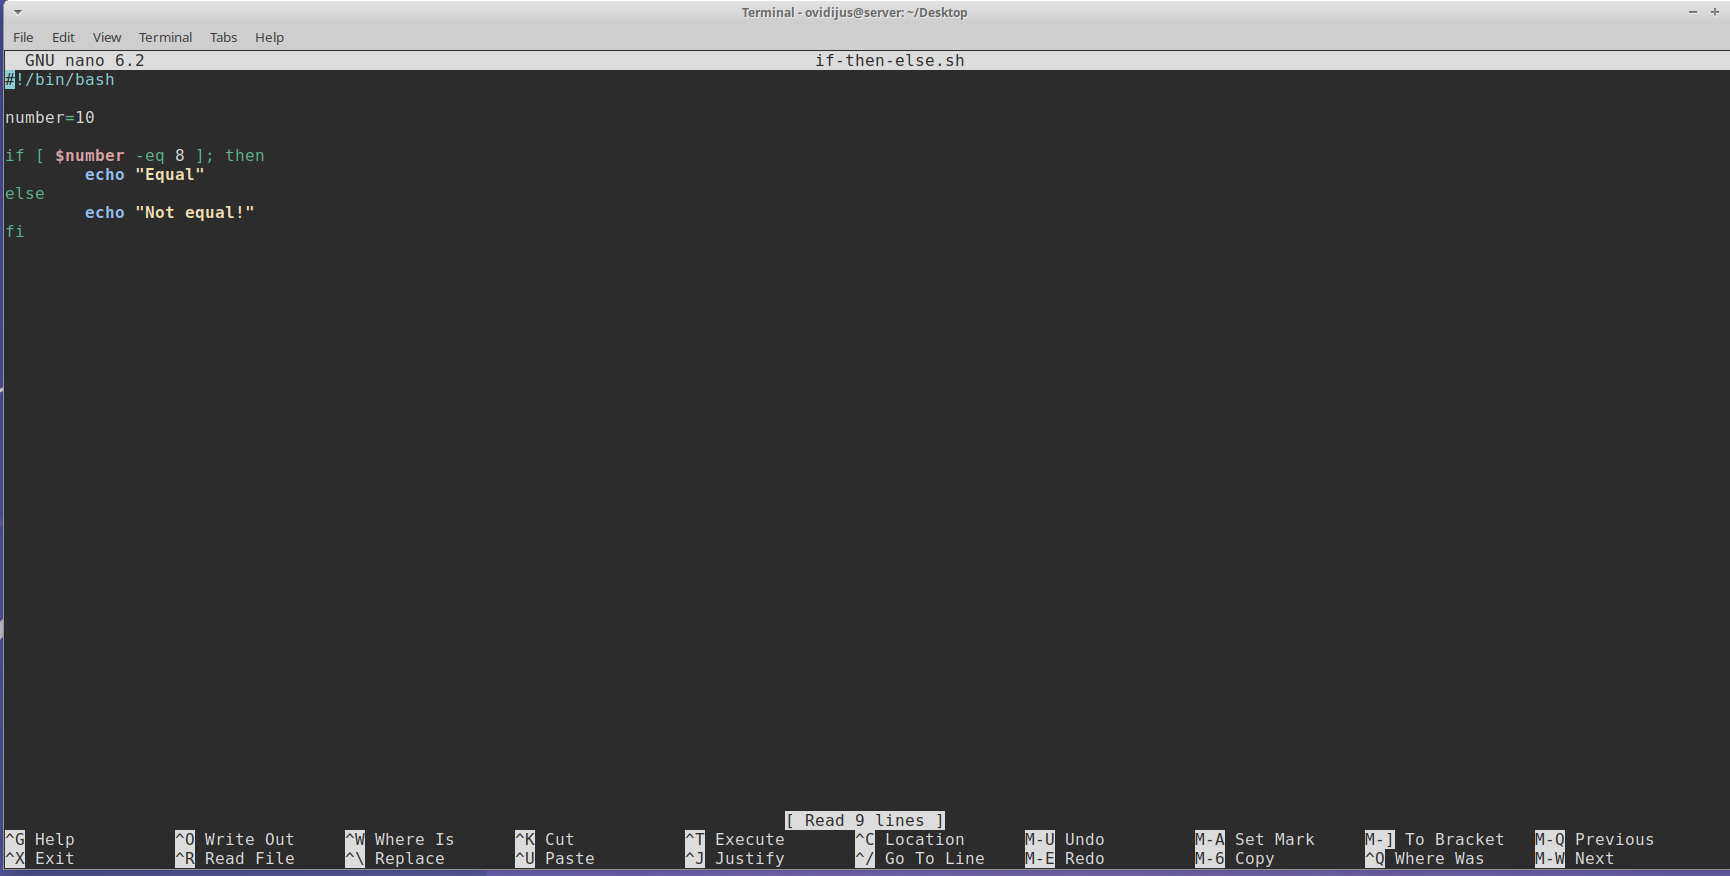 Terminal - ovidijus@server: ~/Desktop
File Edit View Terminal Tabs Help
GNU nano 6.2 if-then-else.sh
#!/bin/bash
number=10
if [ $number -eq 8 ]; then
        echo "Equal"
else
        echo "Not equal!"
fi
[ Read 9 lines ]
^G Help ^O Write Out ^W Where Is ^K Cut ^T Execute ^C Location M-U Undo M-A Set Mark M-] To Bracket M-Q Previous
^X Exit ^R Read File ^\ Replace ^U Paste ^J Justify ^/ Go To Line M-E Redo M-6 Copy ^Q Where Was M-W Next